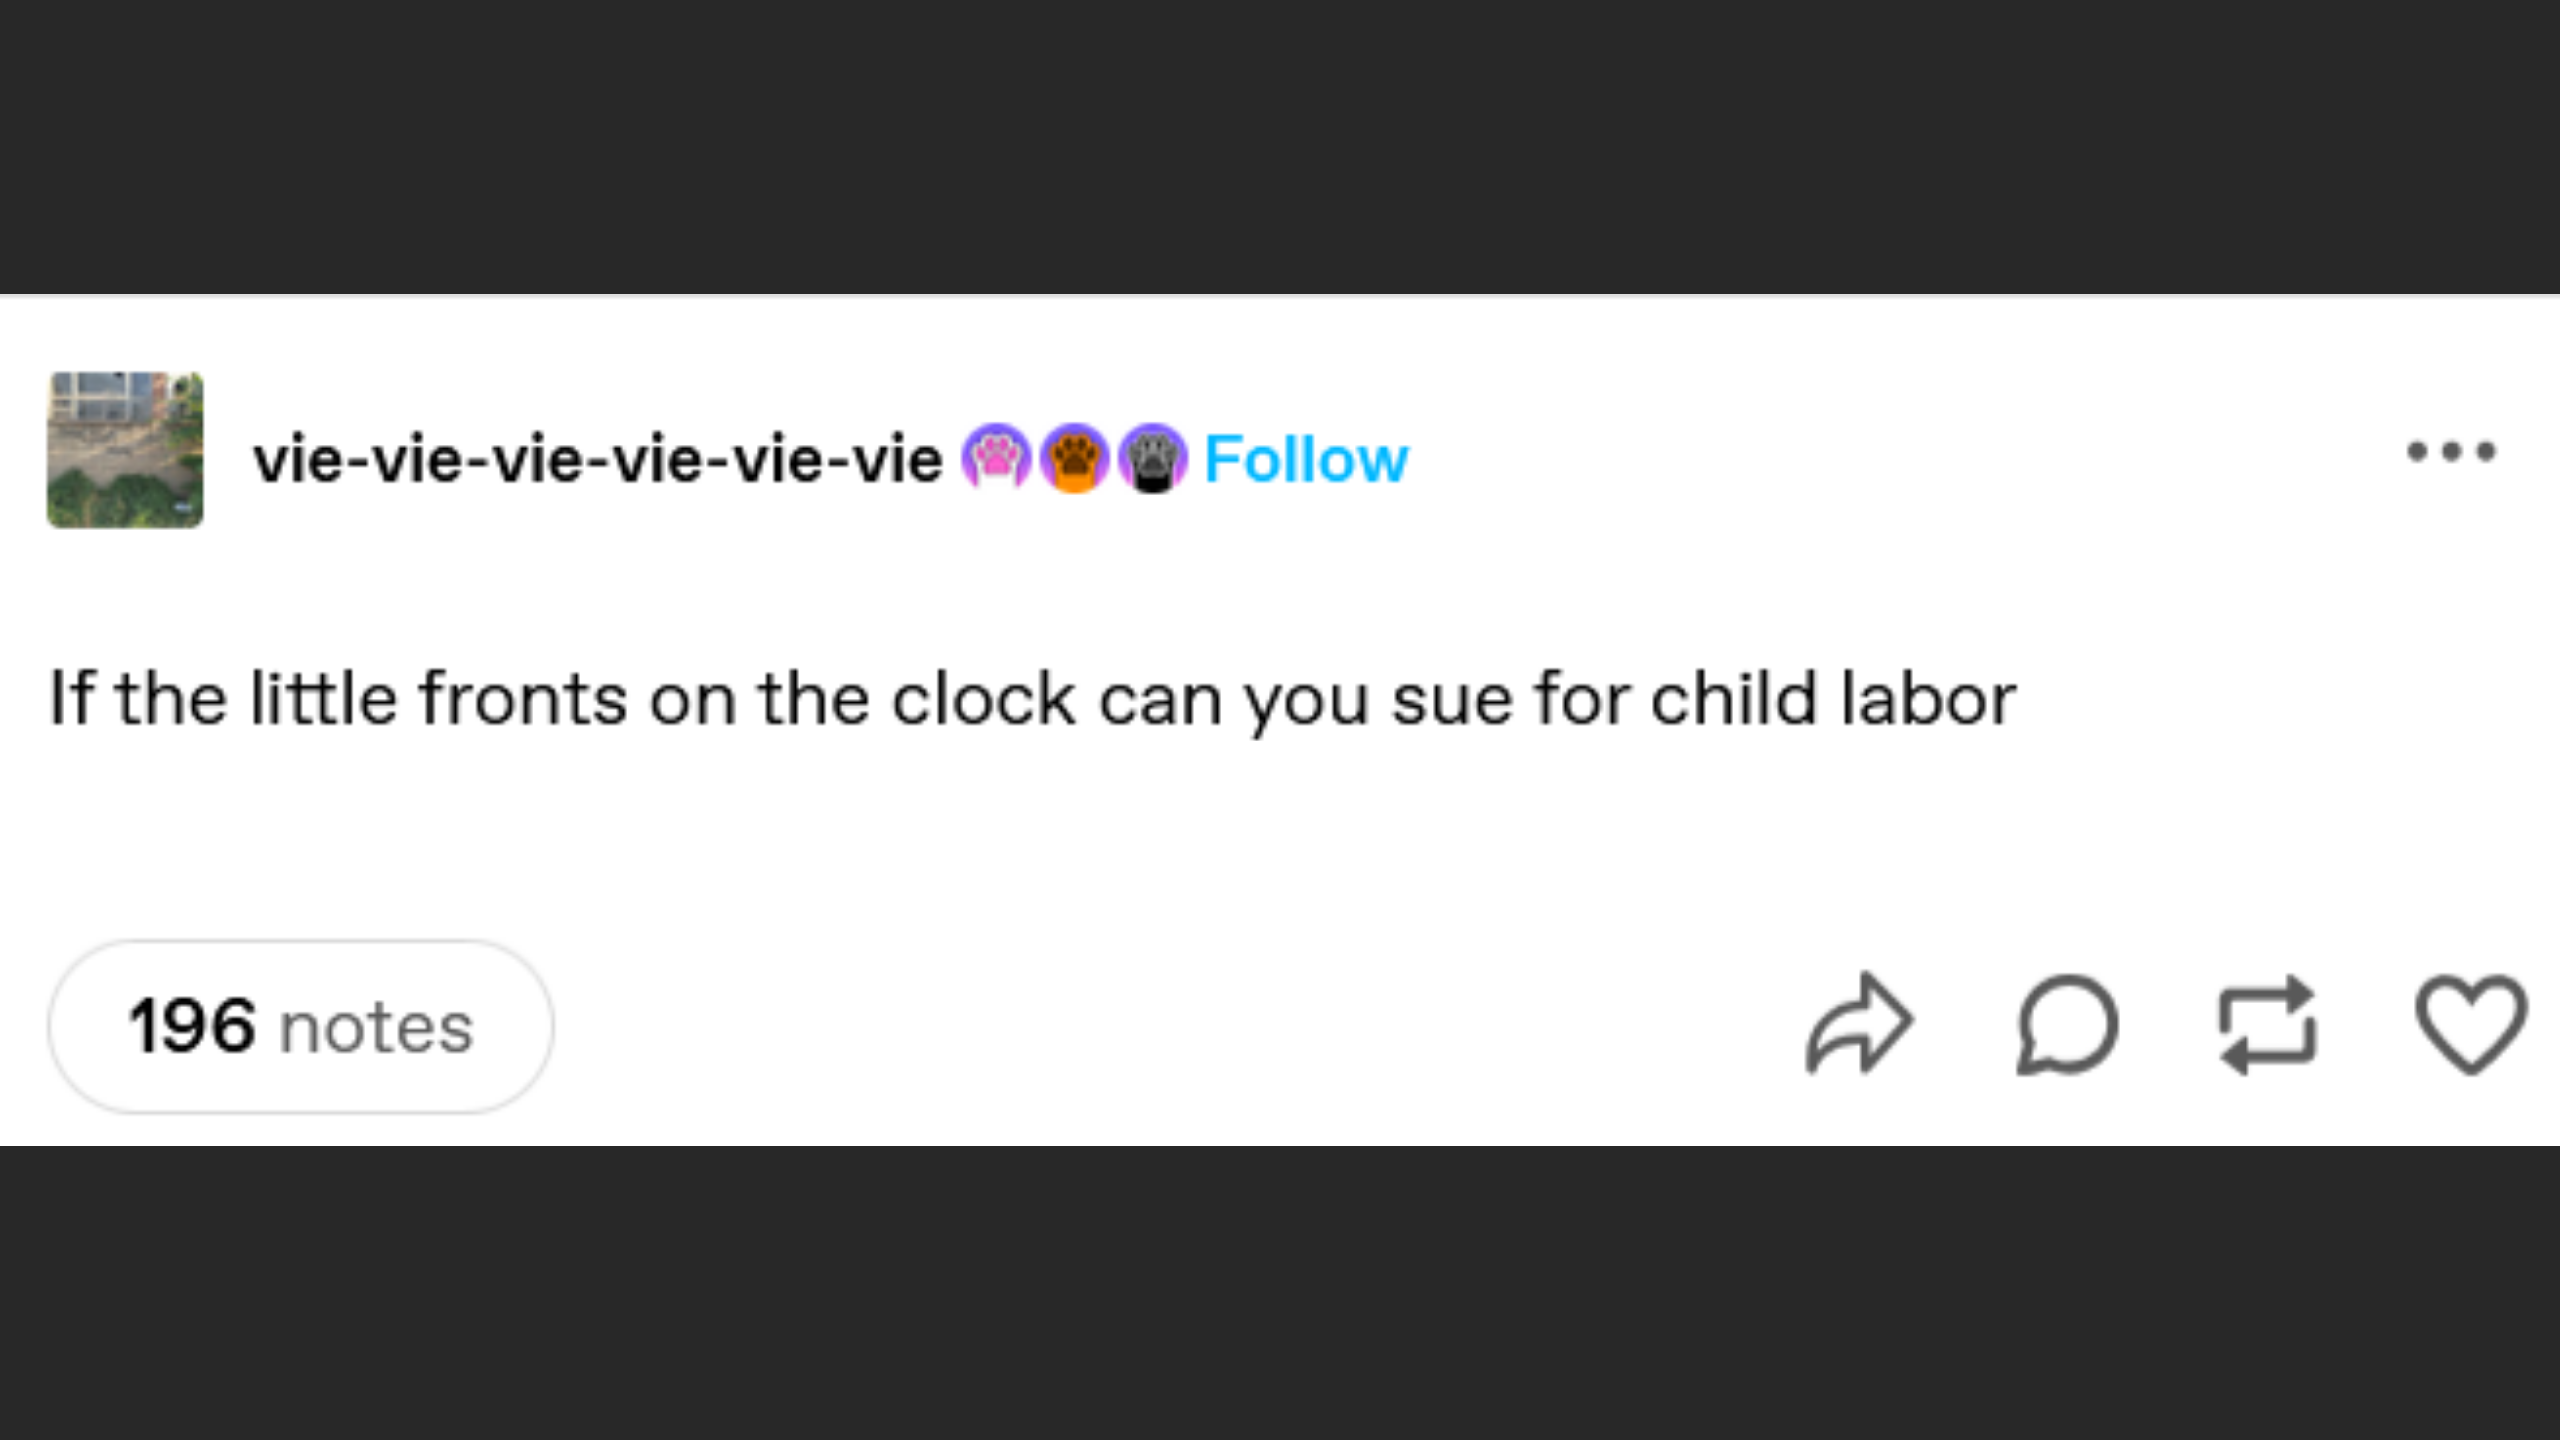 vie-vie-vie-vie-vie-vie Follow
If the little fronts on the clock can you sue for child labor
196 notes